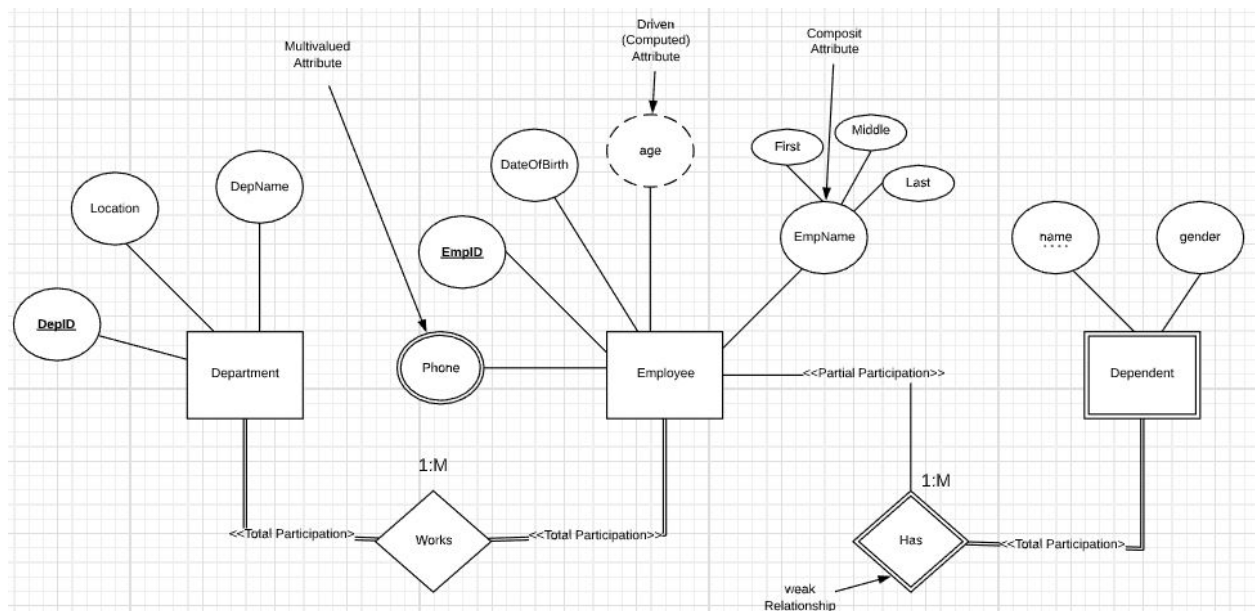 Driven
(Computed)
Attribute
Composit
Attribute
Multivalued
Attribute
First
Middle
Last
age
DateOfBirth
DepName
Location
EmpID
EmpName
name
gender
DepID
Department
Phone
Employee
<<Partial Participation>>
Dependent
1:M
1:M
<<Total Participation>
Works
<<Total Participation>>
Has
<<Total Participation>
weak
Relationship